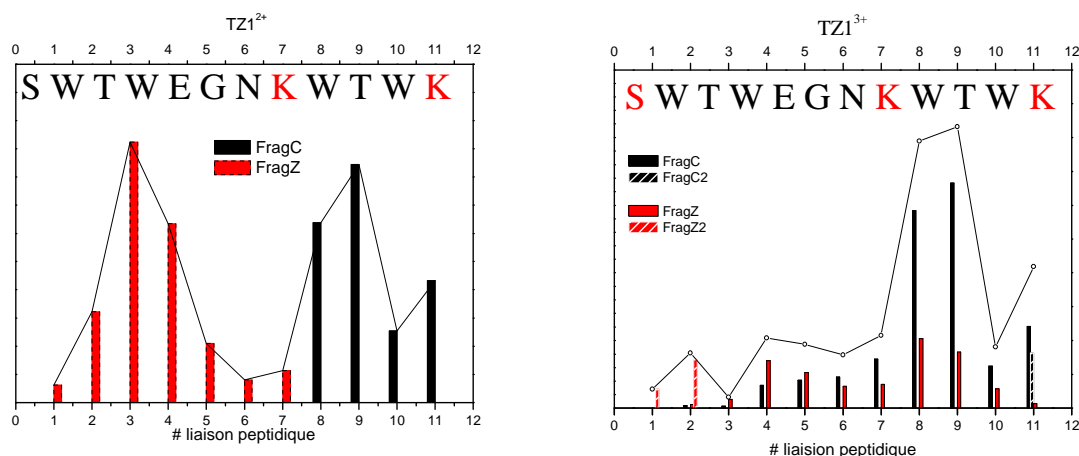 TZ1²⁺
0 1 2 3 4 5 6 7 8 9 10 11 12
S W T W E G N K W T W K
FragC
FragZ
0 1 2 3 4 5 6 7 8 9 10 11 12
# liaison peptidique
TZ1³⁺
0 1 2 3 4 5 6 7 8 9 10 11 12
S W T W E G N K W T W K
FragC
FragC2
FragZ
FragZ2
0 1 2 3 4 5 6 7 8 9 10 11 12
# liaison peptidique